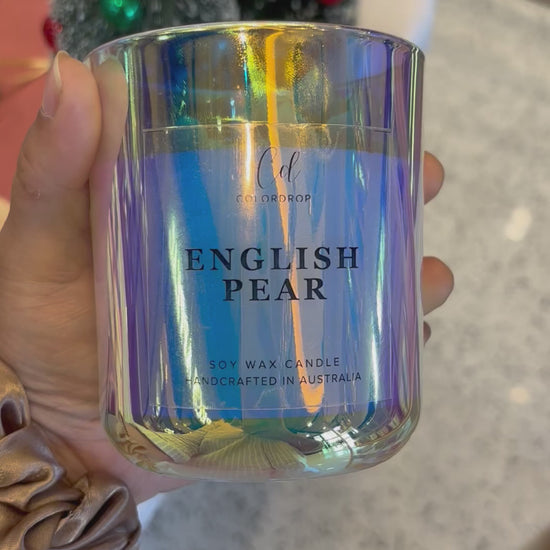 Cd
COLORDROP
ENGLISH
PEAR
SOY WAX CANDLE
HANDCRAFTED IN AUSTRALIA